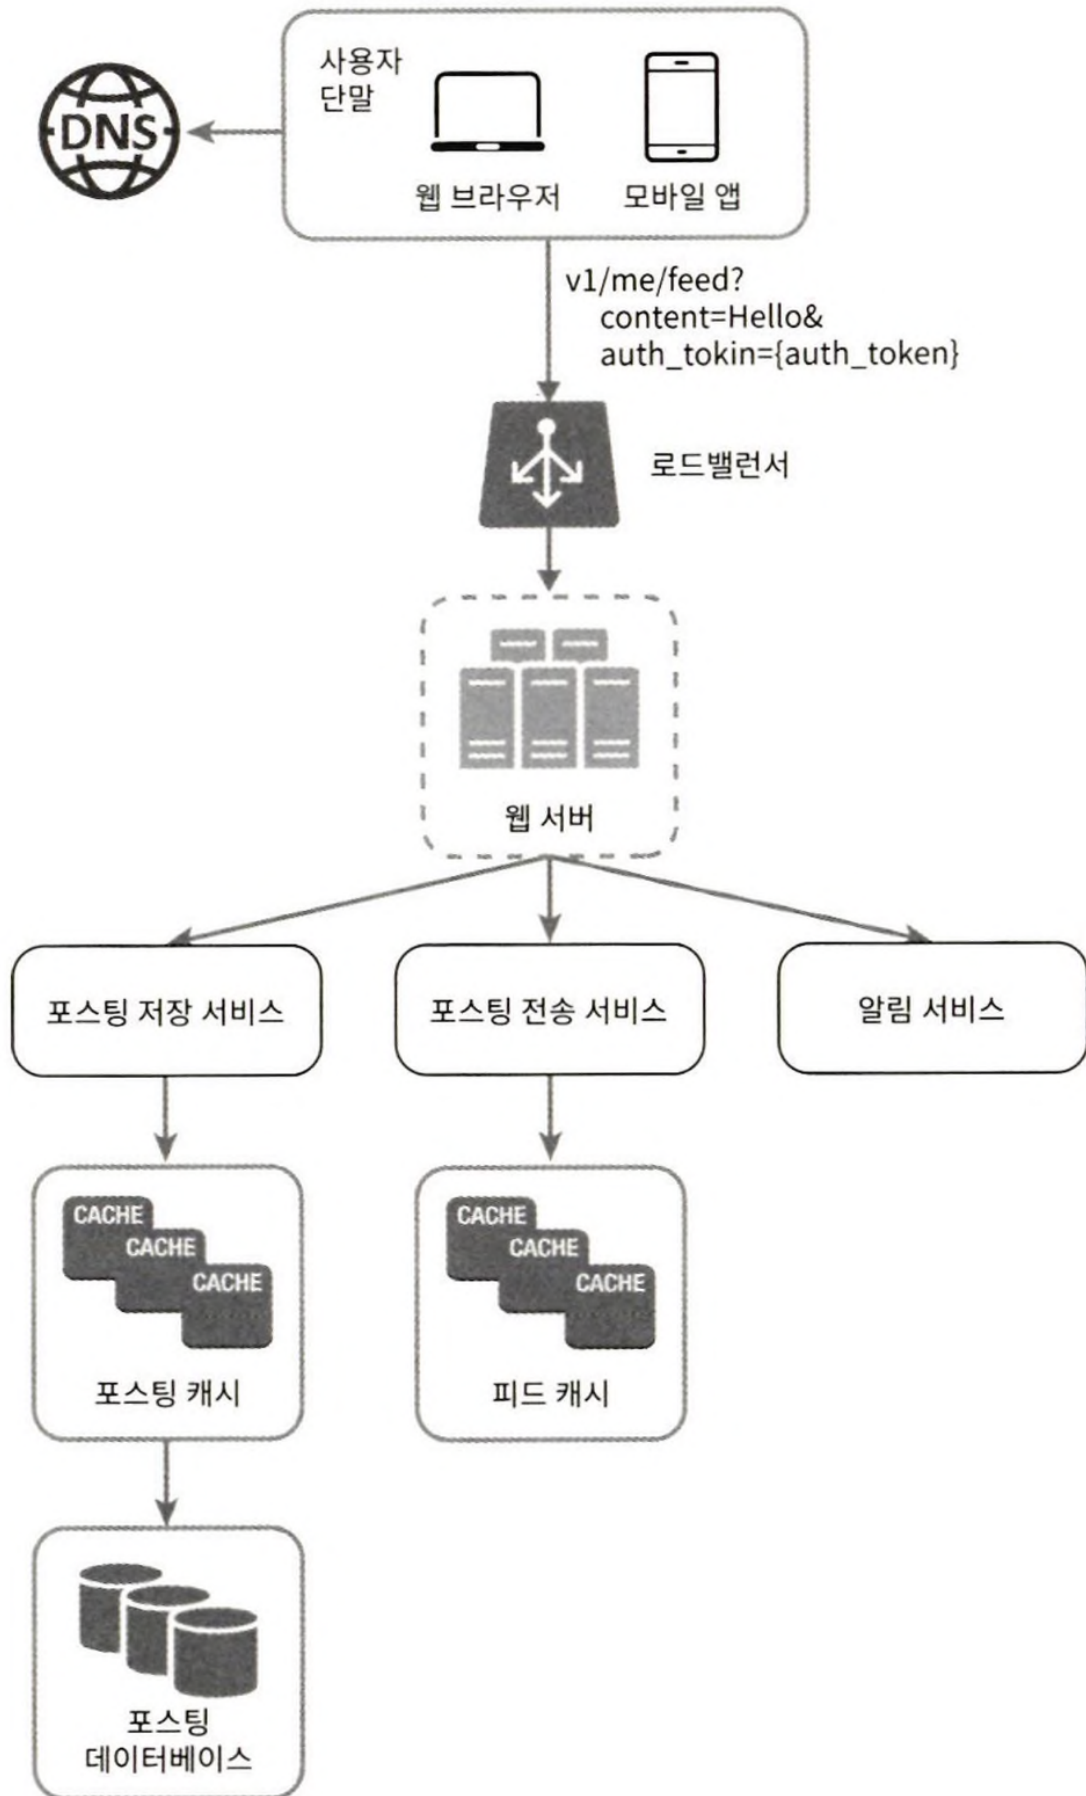 사용자
단말
DNS
웹 브라우저
모바일 앱
v1/me/feed?
content=Hello&
auth_tokin={auth_token}
로드밸런서
웹 서버
포스팅 저장 서비스
포스팅 전송 서비스
알림 서비스
CACHE
CACHE
CACHE
포스팅 캐시
CACHE
CACHE
CACHE
피드 캐시
포스팅
데이터베이스